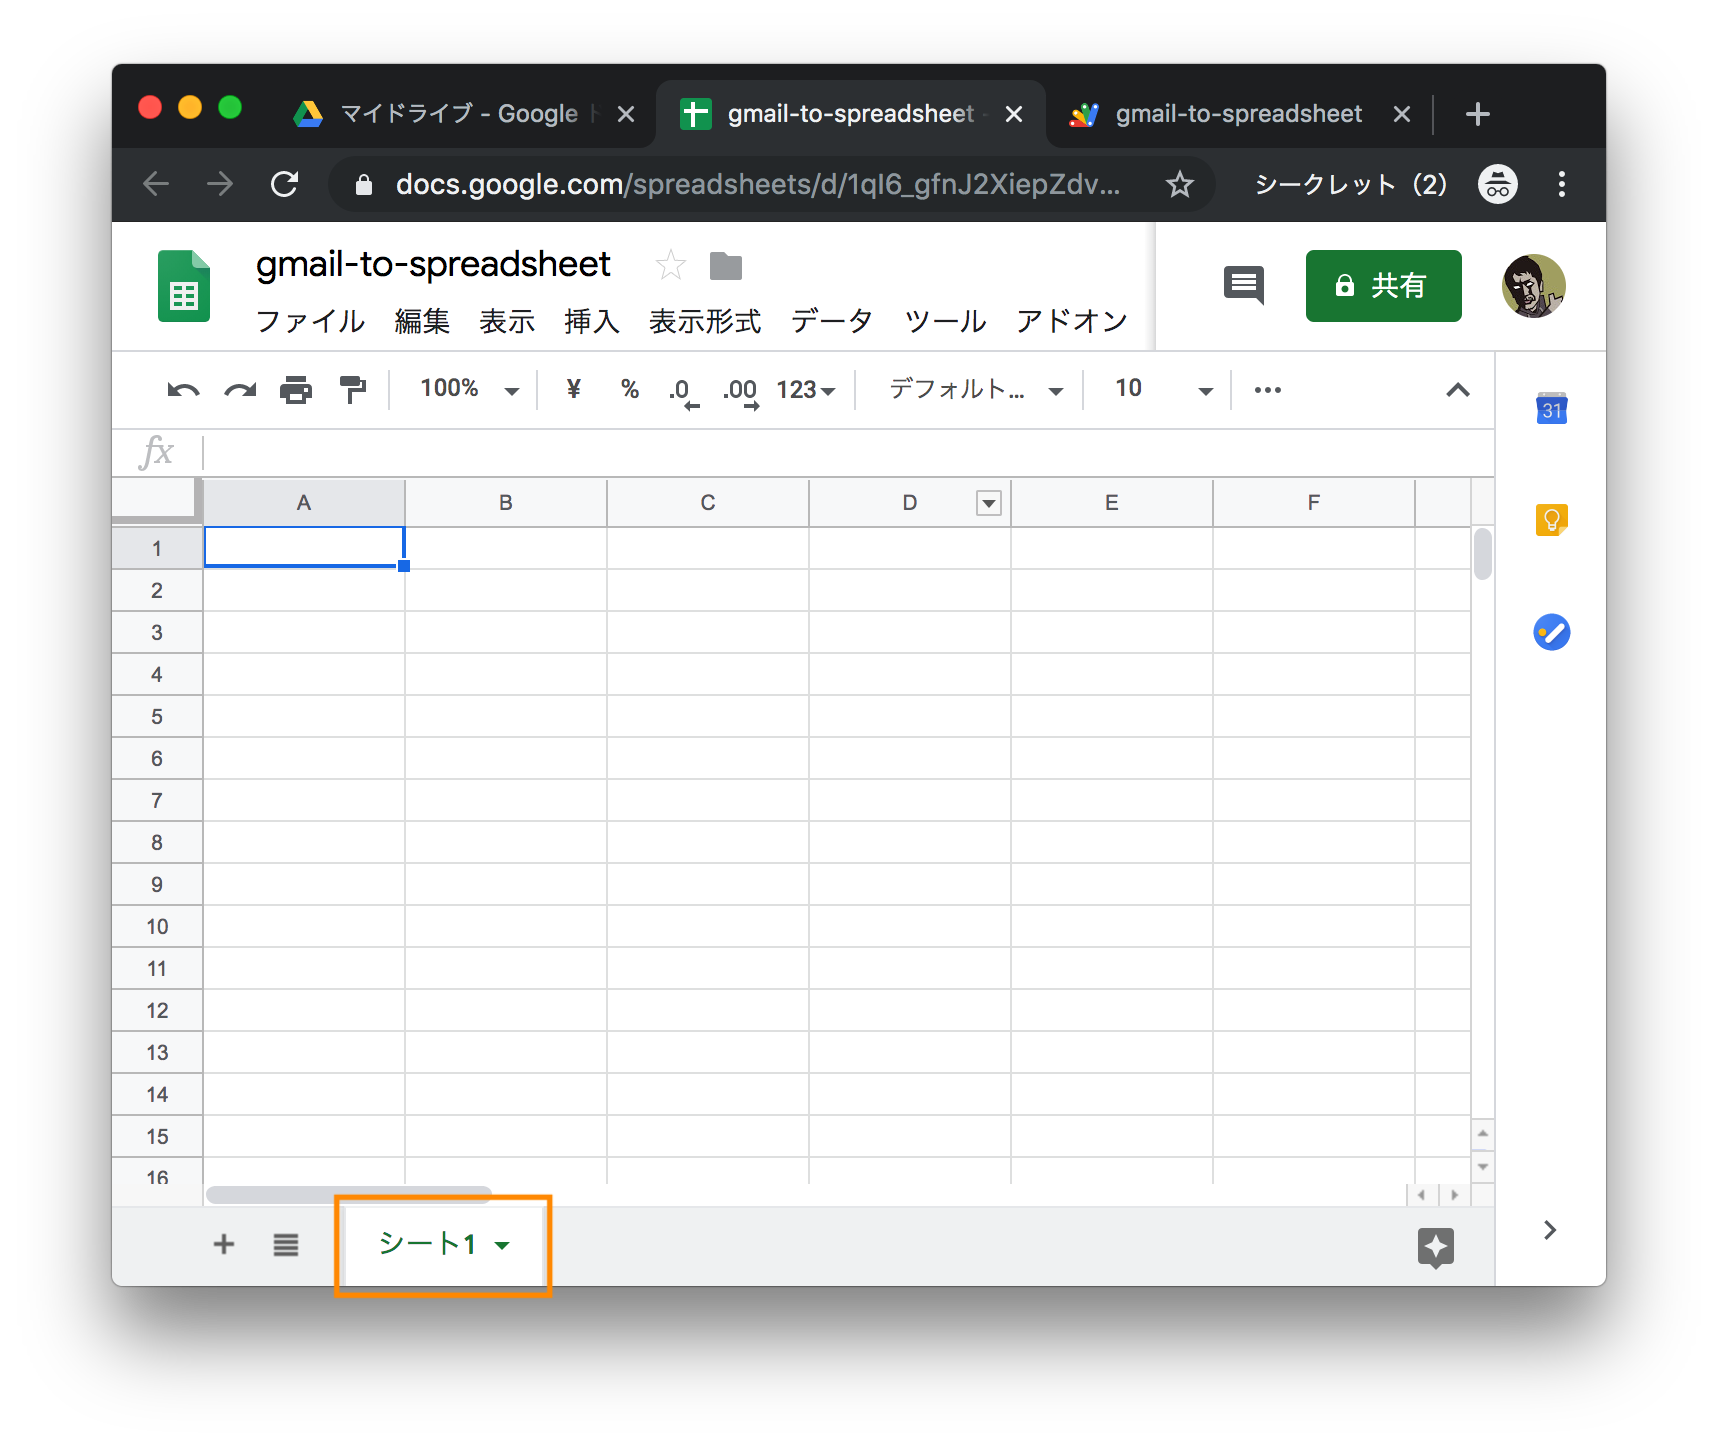 マイドライブ - Google ド
gmail-to-spreadsheet -
gmail-to-spreadsheet
docs.google.com/spreadsheets/d/1qI6_gfnJ2XiepZdv...
シークレット（2）
gmail-to-spreadsheet
ファイル 編集 表示 挿入 表示形式 データ ツール アドオン
共有
100% ¥ % .0 .00 123 デフォルト... 10
31
fx
A B C D E F
1
2
3
4
5
6
7
8
9
10
11
12
13
14
15
16
シート1